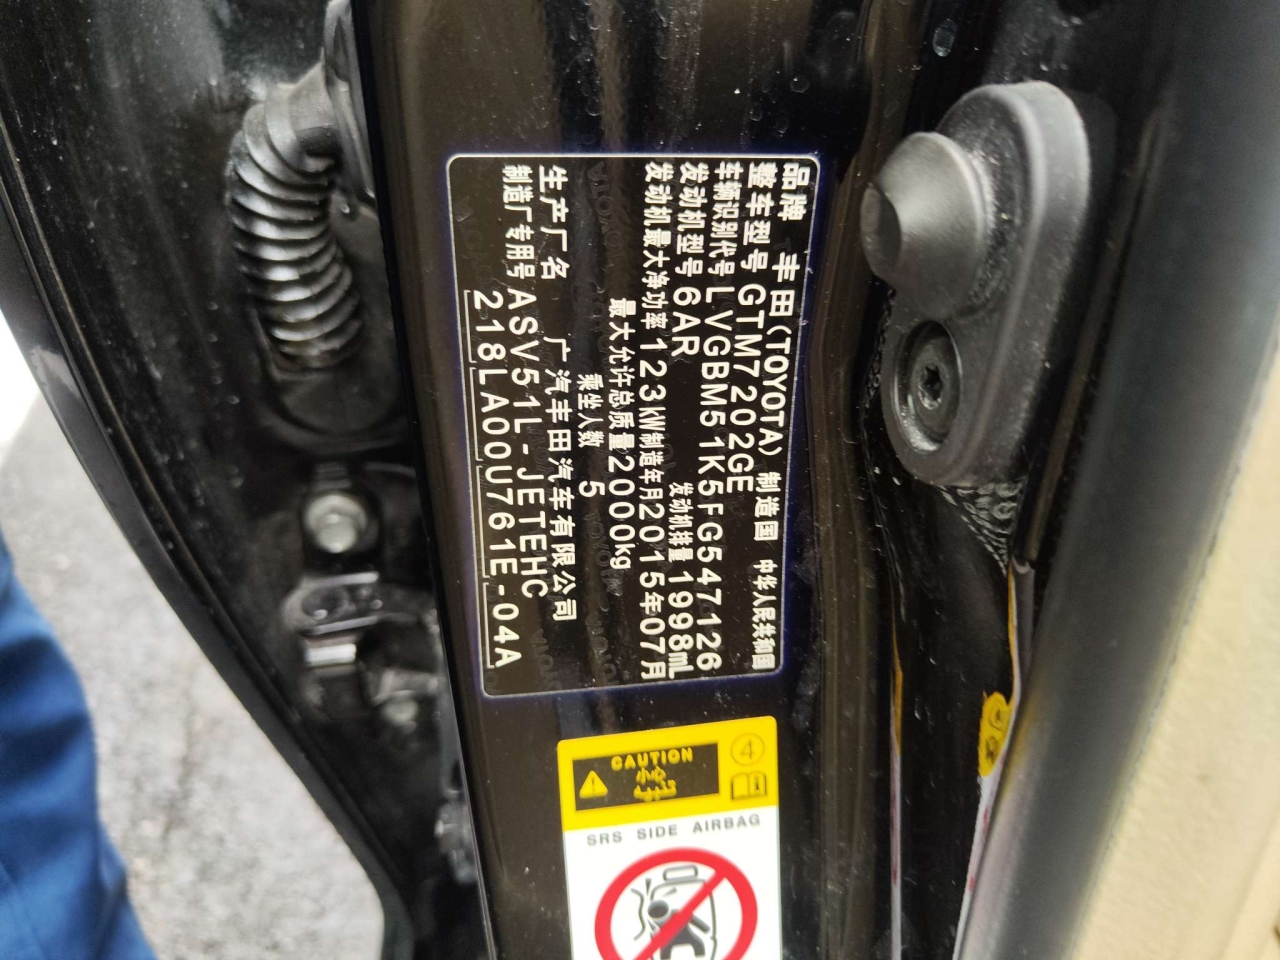 品牌 丰田(TOYOTA) 制造国 中华人民共和国
整车型号 GTM7202GE
车辆识别代号 LVGBM51K5FG547126
发动机型号 6AR 发动机排量 1998mL
发动机最大净功率 123kW 制造年月 2015年07月
最大允许总质量 2000kg
乘坐人数 5
生产厂名 广汽丰田汽车有限公司
制造厂专用号 ASV51L-JETEHC
218LA00U761E-04A
CAUTION
小心
4
SRS SIDE AIRBAG